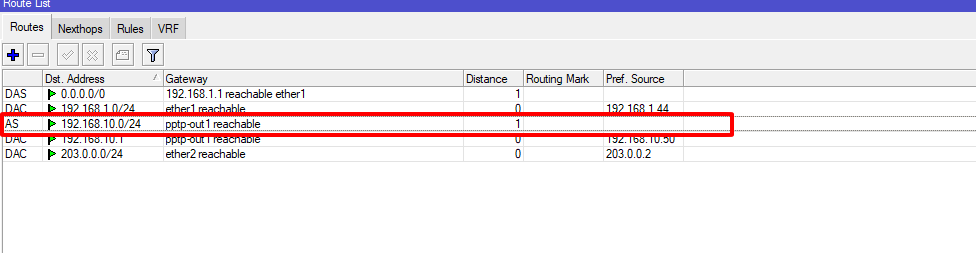 Route List
Routes Nexthops Rules VRF
Dst. Address Gateway Distance Routing Mark Pref. Source
DAS 0.0.0.0/0 192.168.1.1 reachable ether1 1
DAC 192.168.1.0/24 ether1 reachable 0 192.168.1.44
AS 192.168.10.0/24 pptp-out1 reachable 1
DAC 192.168.10.1 pptp-out1 reachable 0 192.168.10.50
DAC 203.0.0.0/24 ether2 reachable 0 203.0.0.2